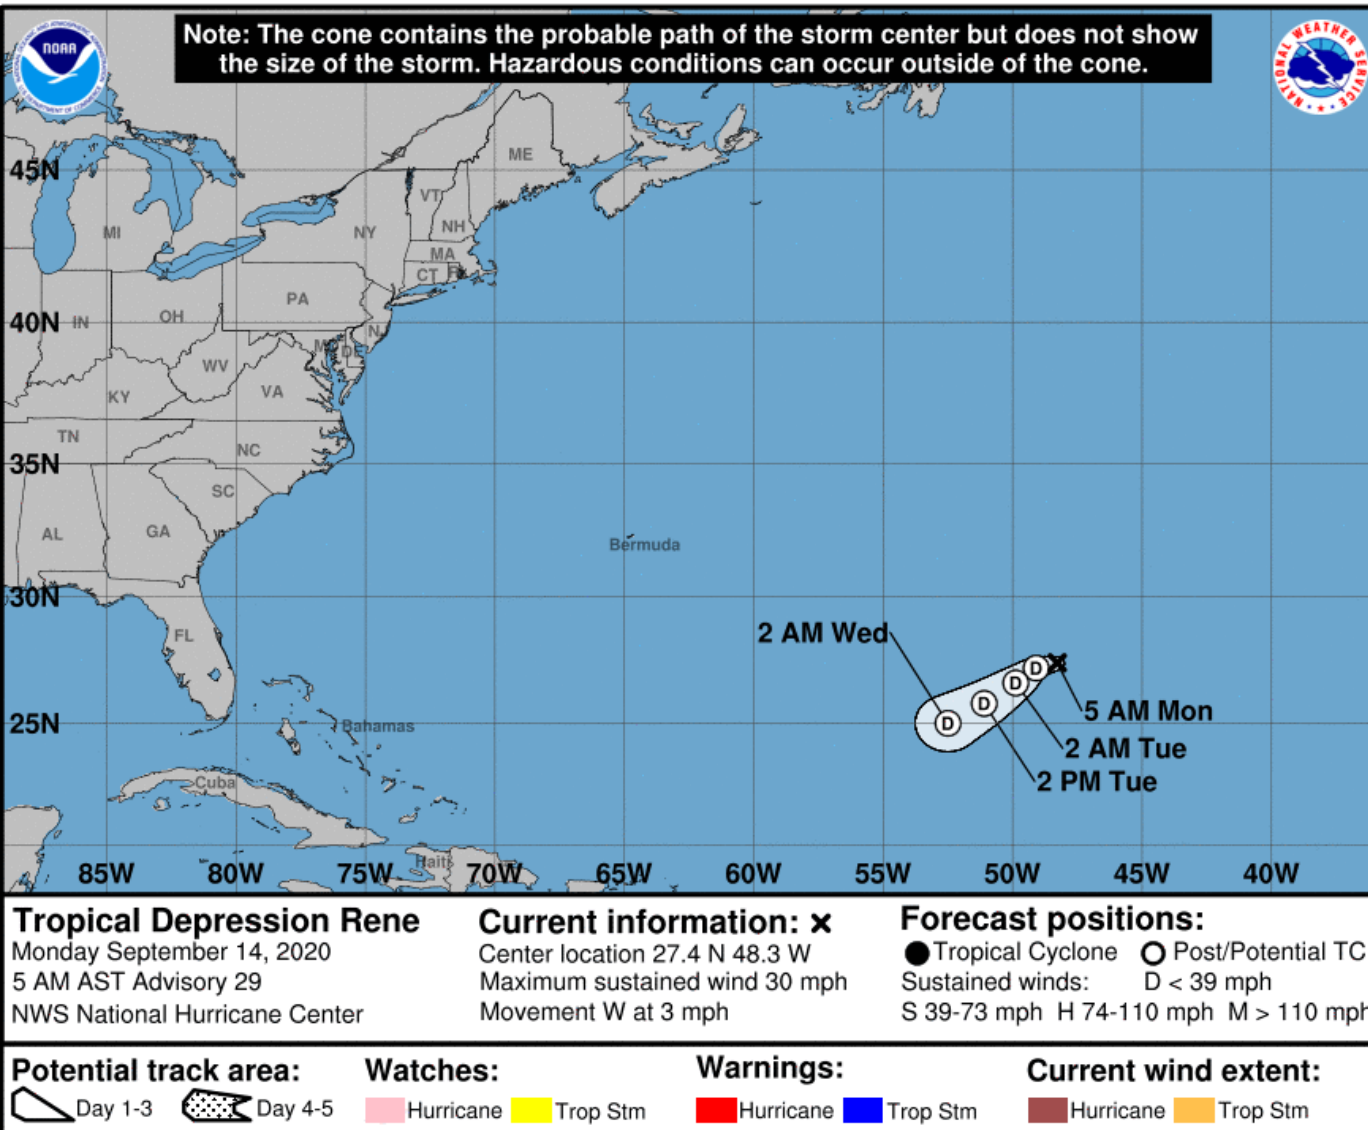 Note: The cone contains the probable path of the storm center but does not show
the size of the storm. Hazardous conditions can occur outside of the cone.
NOAA
NATIONAL WEATHER SERVICE
45N
40N
35N
30N
25N
ME
VT
NH
MI
NY
MA
CT
PA
OH
IN
WV
VA
KY
TN
NC
SC
AL
GA
FL
DE
Bermuda
Bahamas
Cuba
Haiti
2 AM Wed
D
D
D
D
5 AM Mon
2 AM Tue
2 PM Tue
85W 80W 75W 70W 65W 60W 55W 50W 45W 40W
Tropical Depression Rene
Monday September 14, 2020
5 AM AST Advisory 29
NWS National Hurricane Center
Current information: x
Center location 27.4 N 48.3 W
Maximum sustained wind 30 mph
Movement W at 3 mph
Forecast positions:
Tropical Cyclone Post/Potential TC
Sustained winds: D < 39 mph
S 39-73 mph H 74-110 mph M > 110 mph
Potential track area:
Day 1-3 Day 4-5
Watches:
Hurricane Trop Stm
Warnings:
Hurricane Trop Stm
Current wind extent:
Hurricane Trop Stm